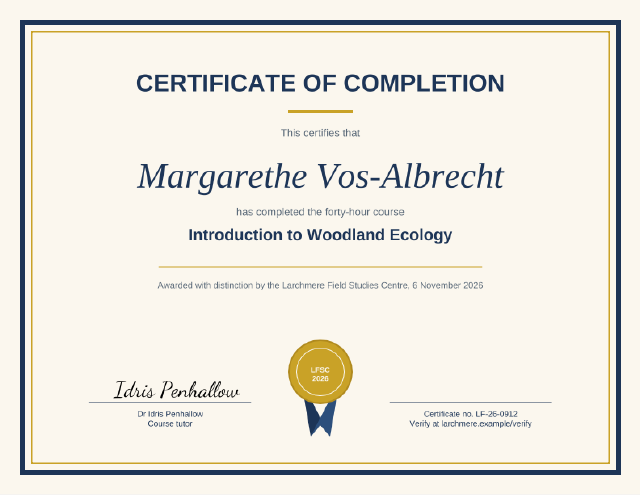 CERTIFICATE OF COMPLETION
This certifies that
Margarethe Vos-Albrecht
has completed the forty-hour course
Introduction to Woodland Ecology
Awarded with distinction by the Larchmere Field Studies Centre, 6 November 2026
LFSC
2026
Idris Penhallow
Dr Idris Penhallow
Course tutor
Certificate no. LF-26-0912
Verify at larchmere.example/verify